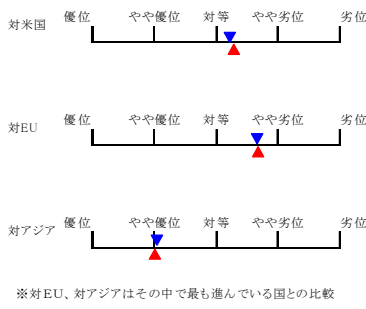 優位 やや優位 対等 やや劣位 劣位
対米国
優位 やや優位 対等 やや劣位 劣位
対EU
優位 やや優位 対等 やや劣位 劣位
対アジア
※対EU、対アジアはその中で最も進んでいる国との比較